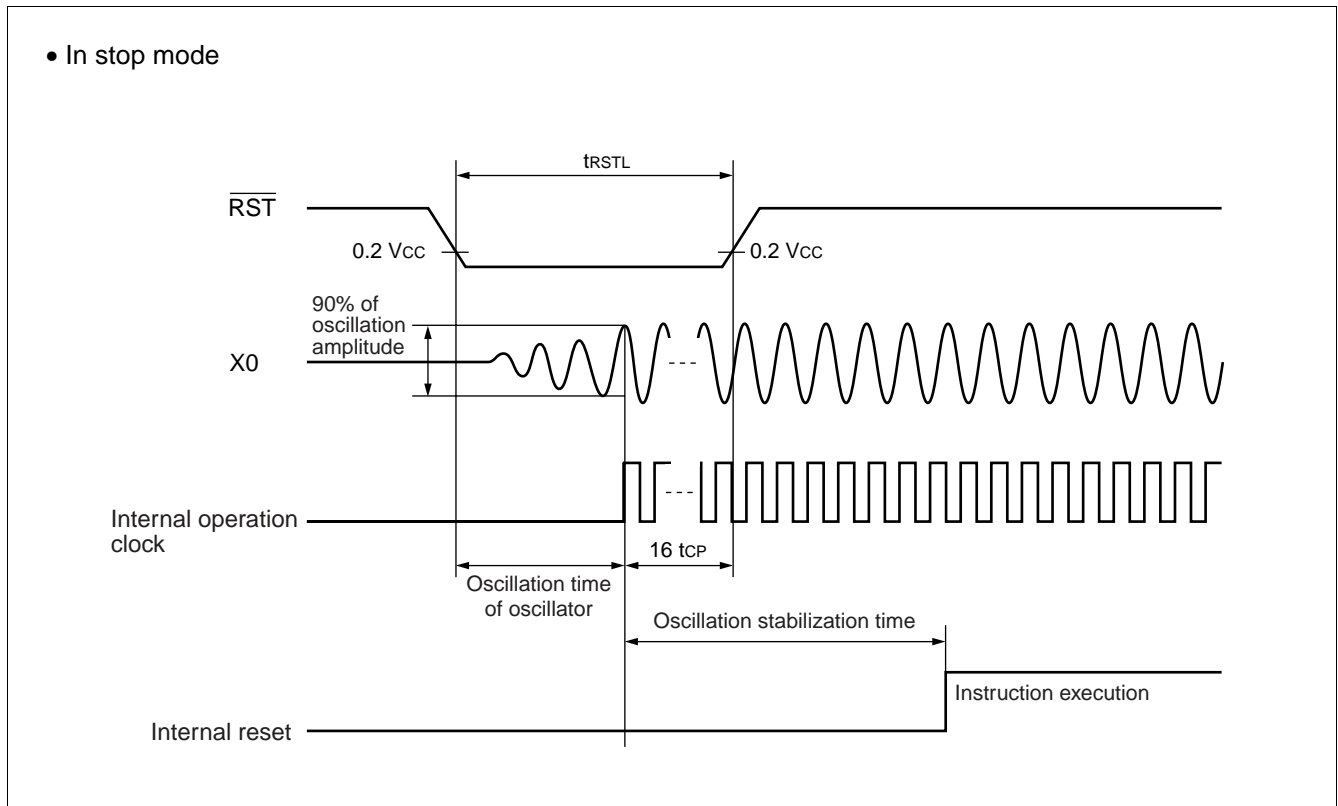 • In stop mode
tRSTL
RST
0.2 VCC
0.2 VCC
90% of
oscillation
amplitude
X0
Internal operation
clock
16 tCP
Oscillation time
of oscillator
Oscillation stabilization time
Instruction execution
Internal reset